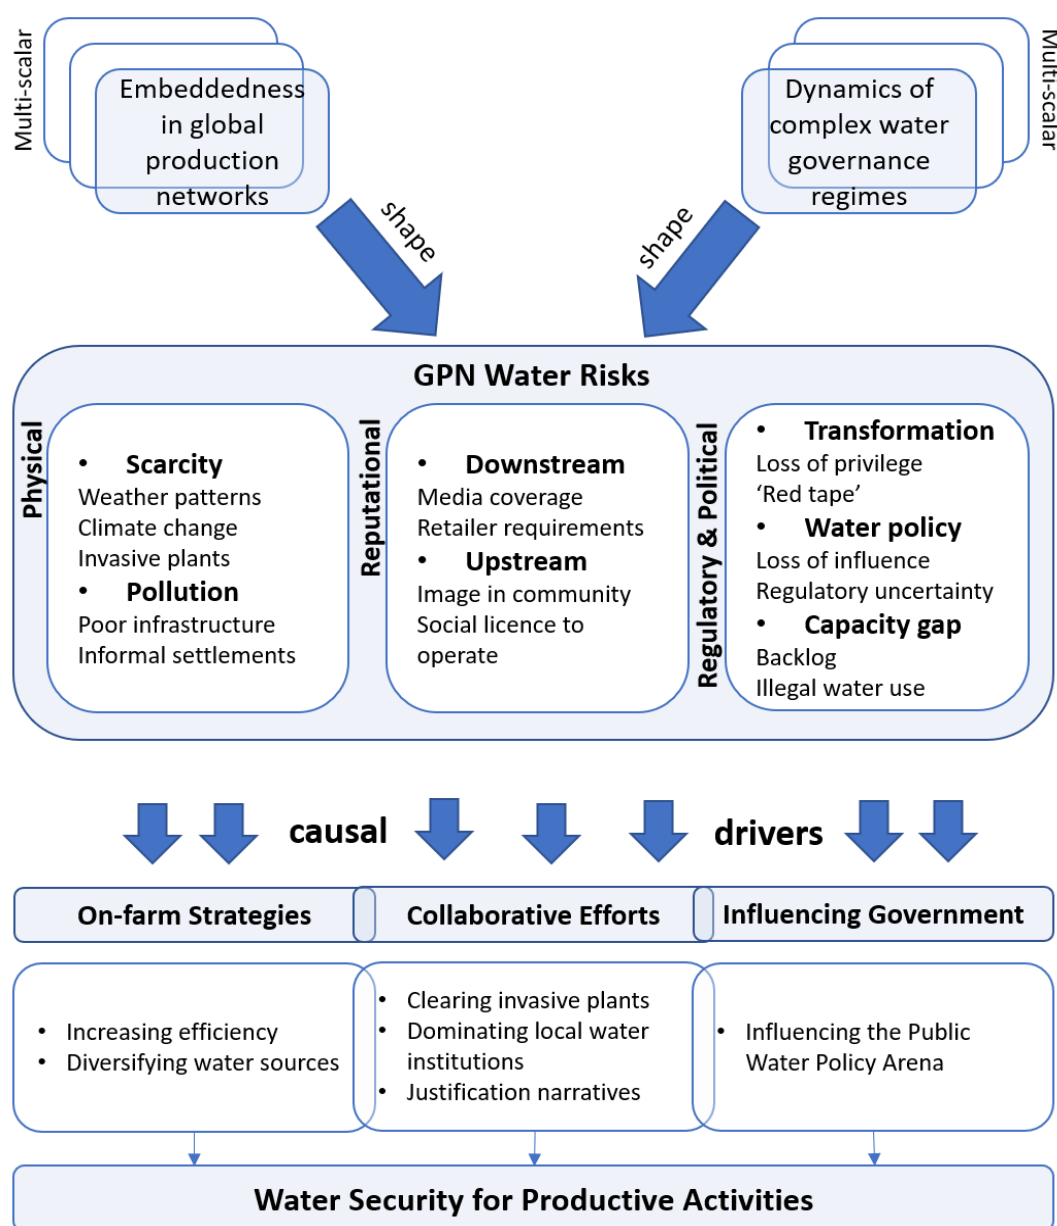 Multi-scalar
Embeddedness
in global
production
networks
Dynamics of
complex water
governance
regimes
Multi-scalar
shape
shape
GPN Water Risks
Physical
• Scarcity
Weather patterns
Climate change
Invasive plants
• Pollution
Poor infrastructure
Informal settlements
Reputational
• Downstream
Media coverage
Retailer requirements
• Upstream
Image in community
Social licence to
operate
Regulatory & Political
• Transformation
Loss of privilege
‘Red tape’
• Water policy
Loss of influence
Regulatory uncertainty
• Capacity gap
Backlog
Illegal water use
causal
drivers
On-farm Strategies
Collaborative Efforts
Influencing Government
• Increasing efficiency
• Diversifying water sources
• Clearing invasive plants
• Dominating local water
institutions
• Justification narratives
• Influencing the Public
Water Policy Arena
Water Security for Productive Activities